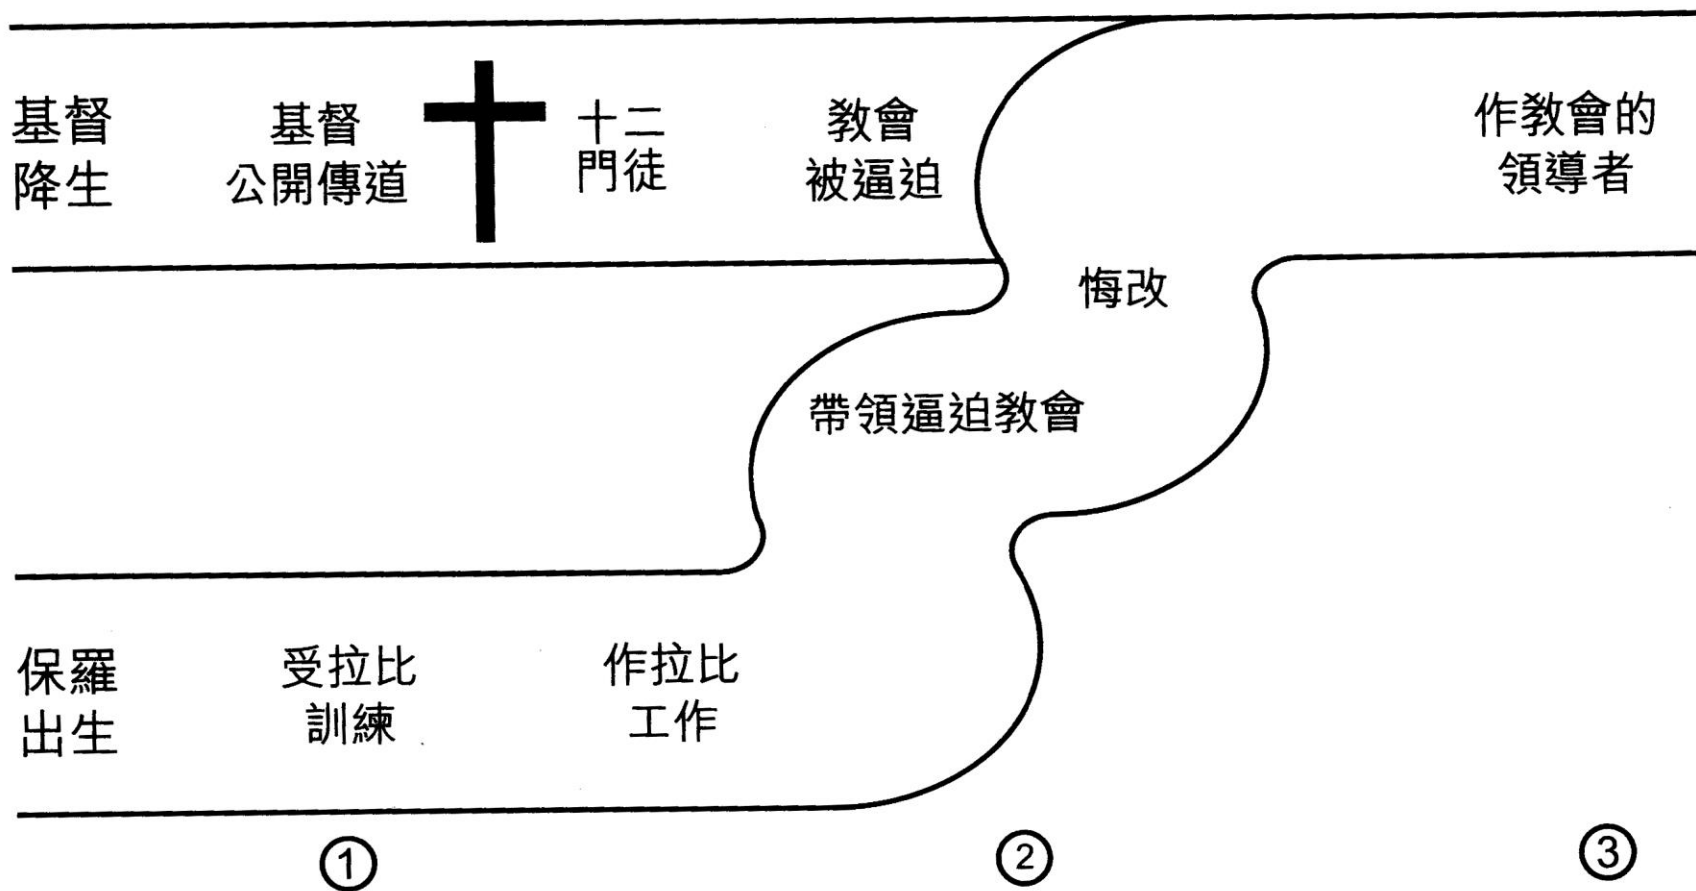 基督
降生
基督
公開傳道
十二
門徒
教會
被逼迫
作教會的
領導者
悔改
帶領逼迫教會
保羅
出生
受拉比
訓練
作拉比
工作
①
②
③